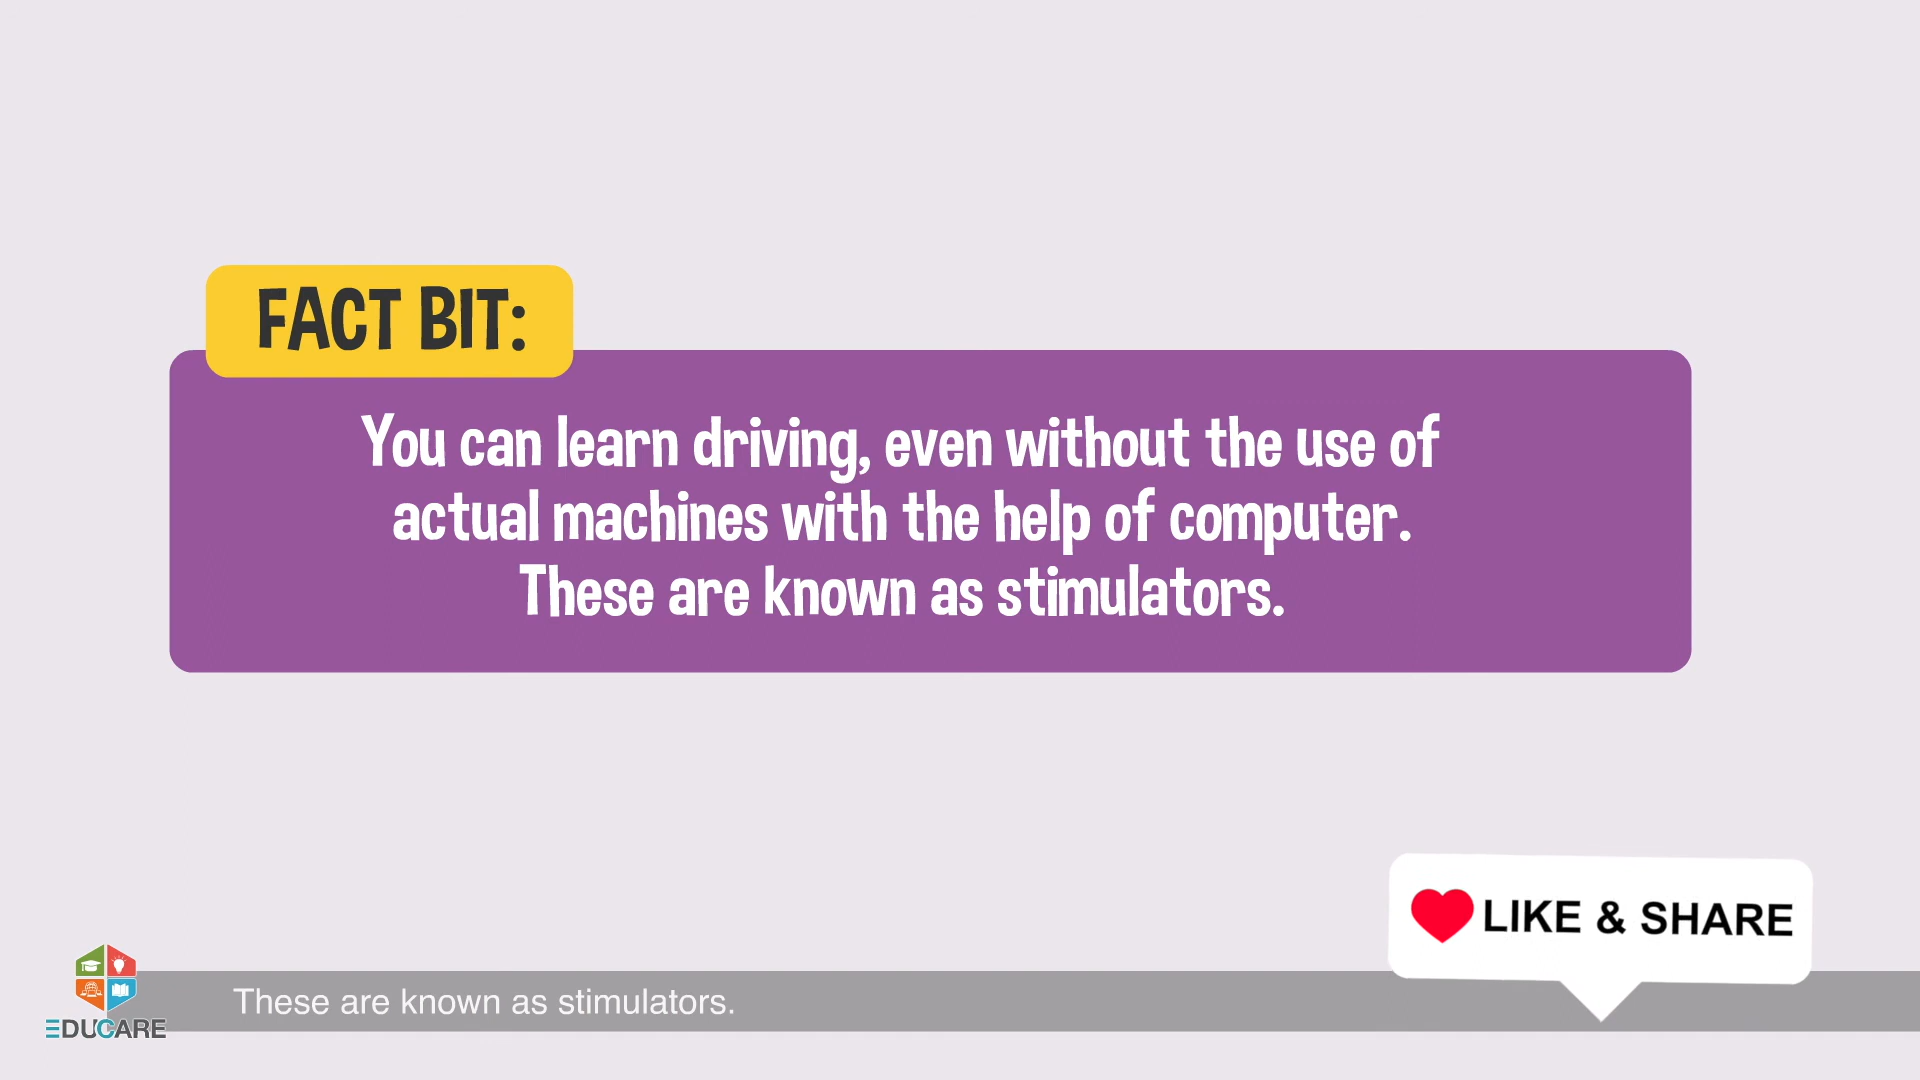 FACT BIT:
You can learn driving, even without the use of
actual machines with the help of computer.
These are known as stimulators.
LIKE & SHARE
These are known as stimulators.
EDUCARE